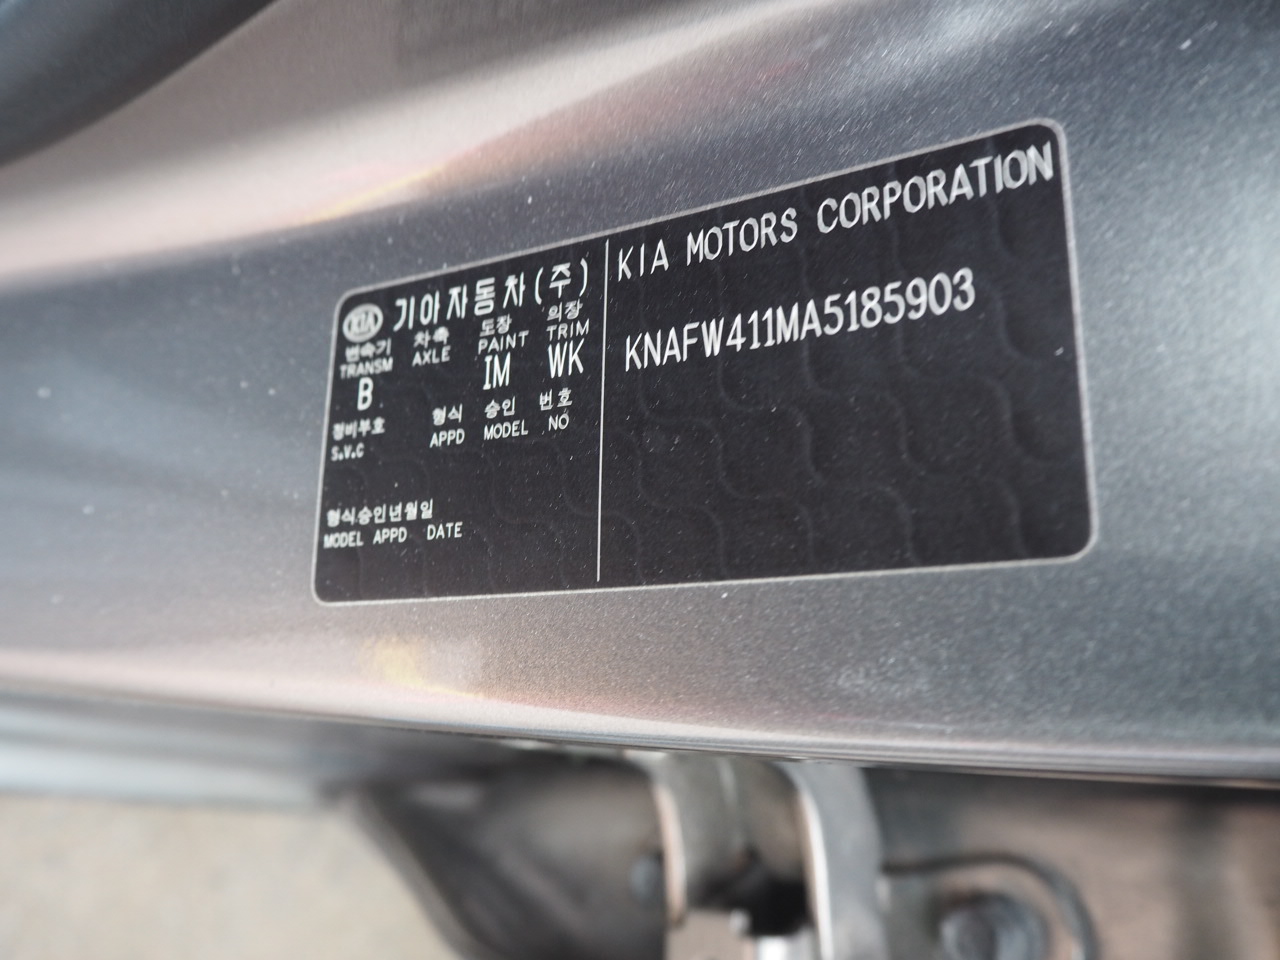 KIA 기아자동차(주)
변속기 차축 도장 의장
TRANSM AXLE PAINT TRIM
B IM WK
정비부호 형식 승인 번호
S.V.C APPD MODEL NO
형식승인년월일
MODEL APPD DATE
KIA MOTORS CORPORATION
KNAFW411MA5185903